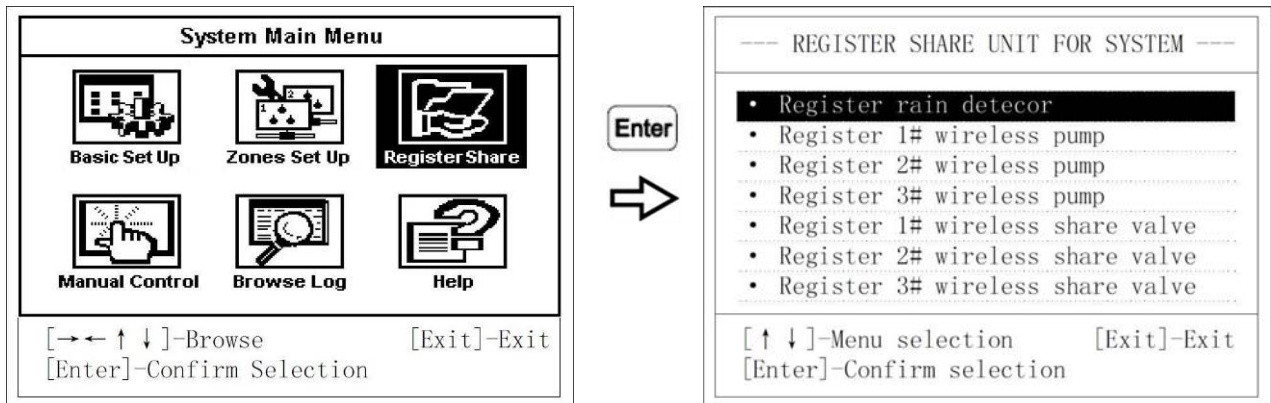 System Main Menu
Basic Set Up
Zones Set Up
Register Share
Manual Control
Browse Log
Help
[→← ↑ ↓]-Browse [Exit]-Exit
[Enter]-Confirm Selection
Enter
--- REGISTER SHARE UNIT FOR SYSTEM ---
• Register rain detecor
• Register 1# wireless pump
• Register 2# wireless pump
• Register 3# wireless pump
• Register 1# wireless share valve
• Register 2# wireless share valve
• Register 3# wireless share valve
[↑ ↓]-Menu selection [Exit]-Exit
[Enter]-Confirm selection